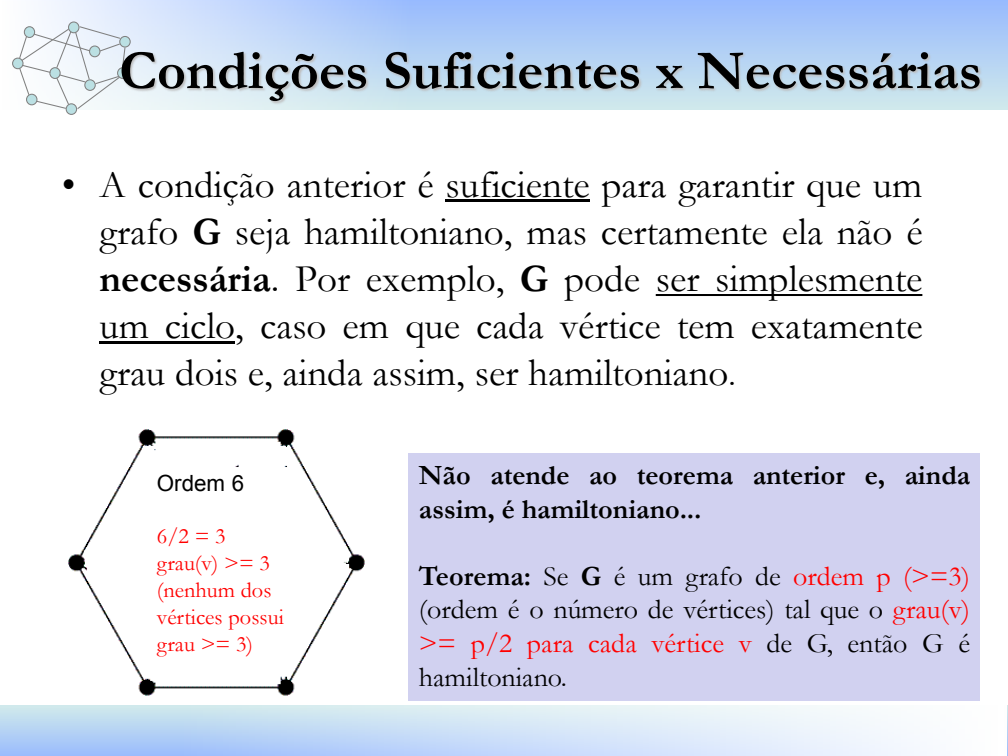 Condições Suficientes x Necessárias
• A condição anterior é suficiente para garantir que um
grafo G seja hamiltoniano, mas certamente ela não é
necessária. Por exemplo, G pode ser simplesmente
um ciclo, caso em que cada vértice tem exatamente
grau dois e, ainda assim, ser hamiltoniano.
Ordem 6
6/2 = 3
grau(v) >= 3
(nenhum dos
vértices possui
grau >= 3)
Não atende ao teorema anterior e, ainda
assim, é hamiltoniano...
Teorema: Se G é um grafo de ordem p (>=3)
(ordem é o número de vértices) tal que o grau(v)
>= p/2 para cada vértice v de G, então G é
hamiltoniano.